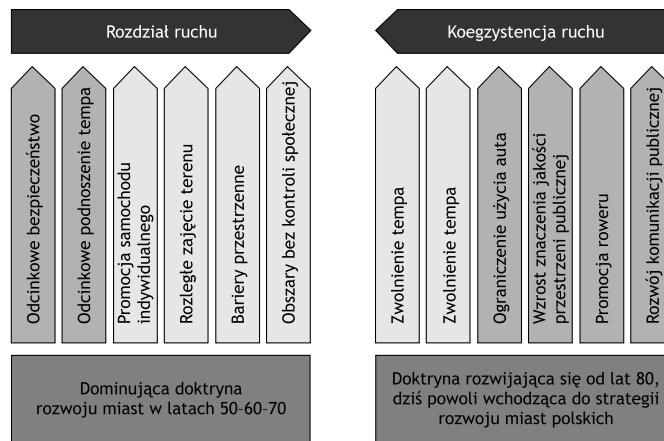 Rozdział ruchu
Koegzystencja ruchu
Odcinkowe bezpieczeństwo
Odcinkowe podnoszenie tempa
Promocja samochodu
indywidualnego
Rozległe zajęcie terenu
Bariery przestrzenne
Obszary bez kontroli społecznej
Zwolnienie tempa
Zwolnienie tempa
Ograniczenie użycia auta
Wzrost znaczenia jakości
przestrzeni publicznej
Promocja roweru
Rozwój komunikacji publicznej
Dominująca doktryna
rozwoju miast w latach 50-60-70
Doktryna rozwijająca się od lat 80,
dziś powoli wchodząca do strategii
rozwoju miast polskich